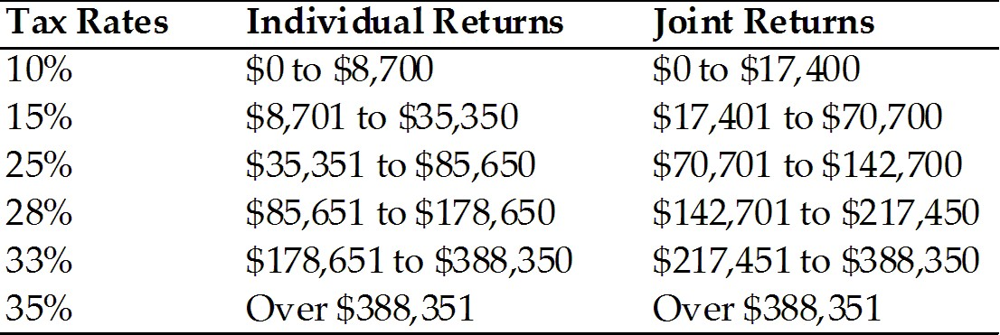 Tax Rates Individual Returns Joint Returns
10% $0 to $8,700 $0 to $17,400
15% $8,701 to $35,350 $17,401 to $70,700
25% $35,351 to $85,650 $70,701 to $142,700
28% $85,651 to $178,650 $142,701 to $217,450
33% $178,651 to $388,350 $217,451 to $388,350
35% Over $388,351 Over $388,351